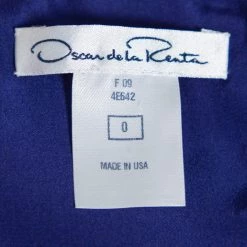 Oscar de la Renta
F 09
4E642
0
MADE IN USA